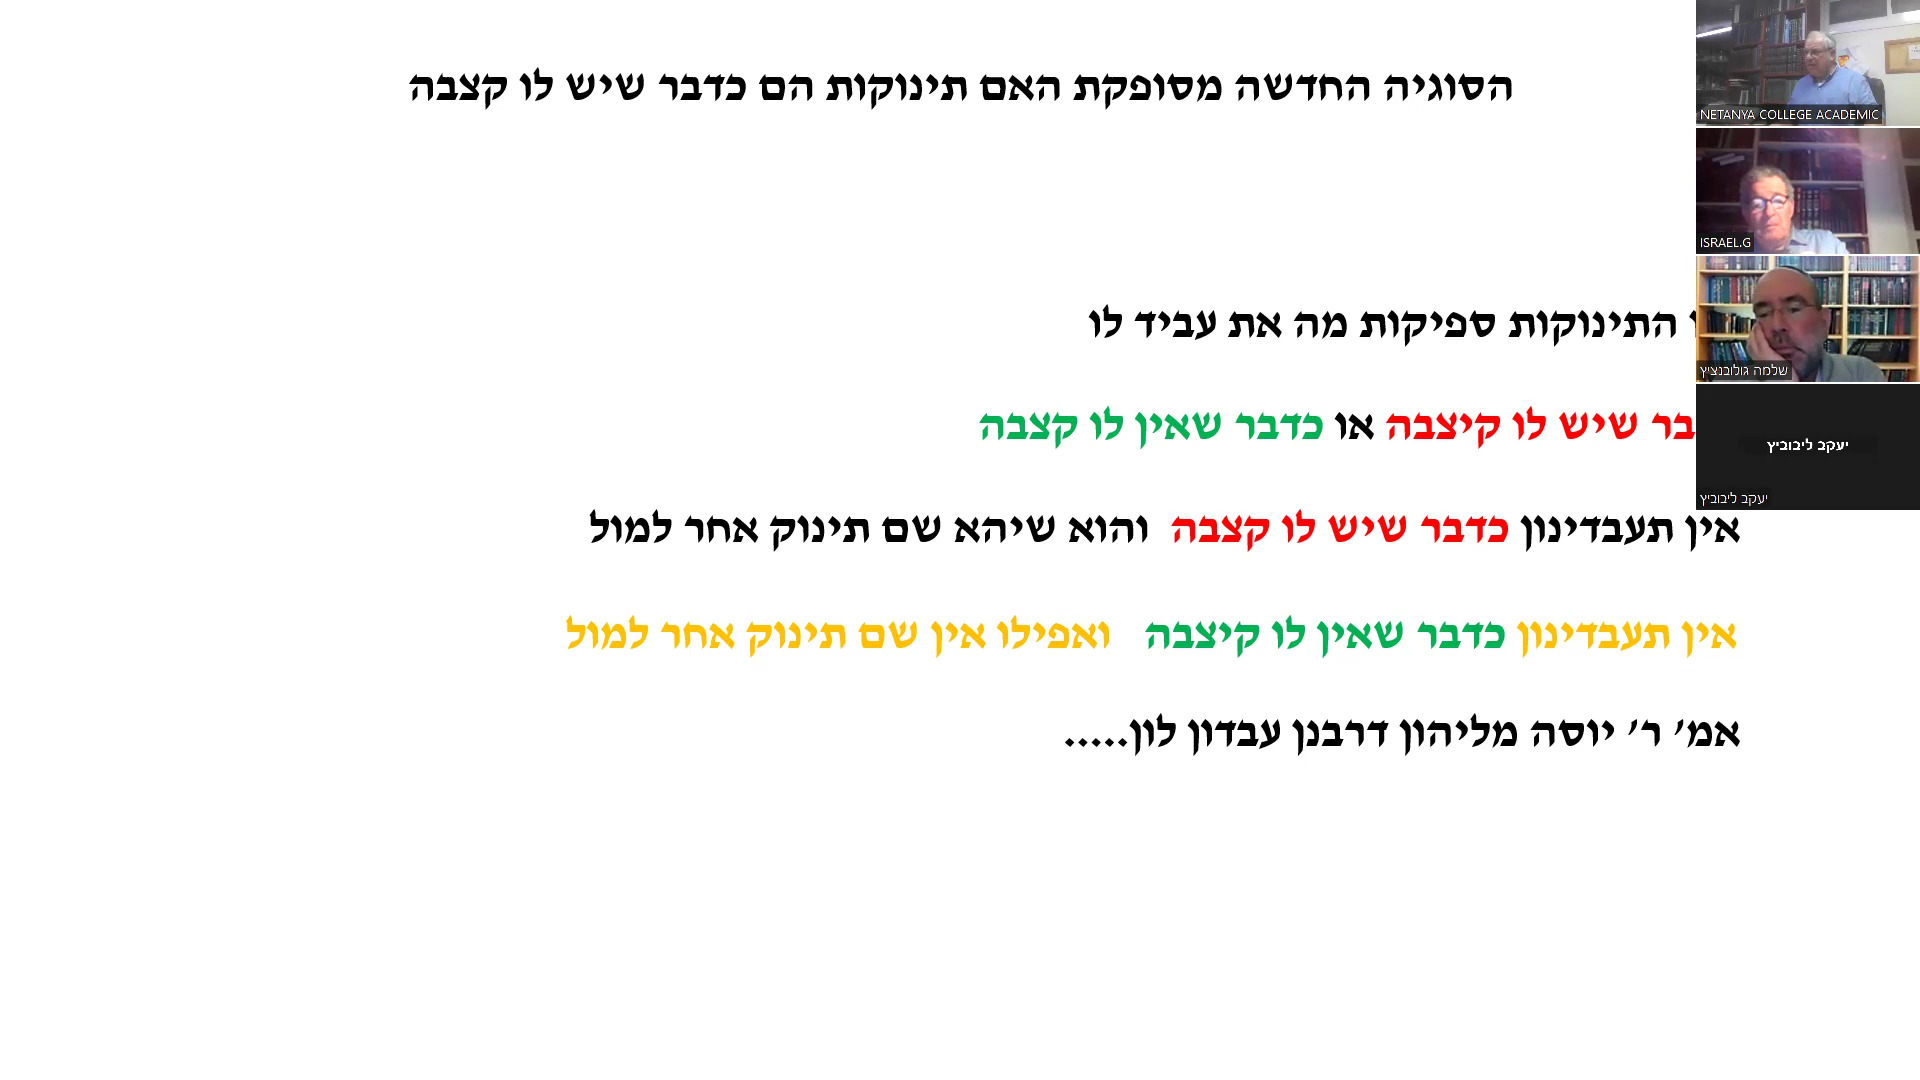 הסוגיה החדשה מסופקת האם תינוקות הם כדבר שיש לו קצבה
התינוקות ספיקות מה את עביד לו
שיש לו קיצבה או כדבר שאין לו קצבה
אין תעבדינון כדבר שיש לו קצבה והוא שיהא שם תינוק אחר למול
אין תעבדינון כדבר שאין לו קיצבה ואפילו אין שם תינוק אחר למול
אמ׳ ר׳ יוסה מליהון דרבנן עבדון לון.....
NETANYA COLLEGE ACADEMIC
ISRAEL.G
שלמה גולובנציץ
יעקב ליבוביץ
יעקב ליבוביץ